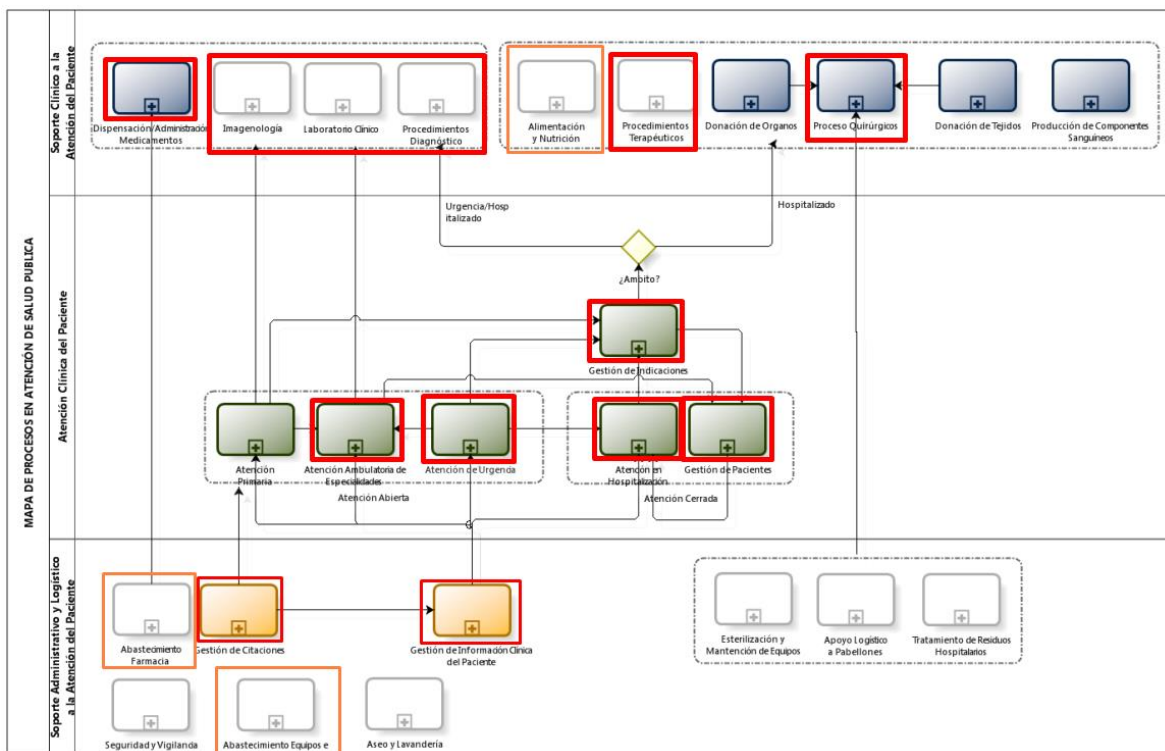 MAPA DE PROCESOS EN ATENCIÓN DE SALUD PUBLICA
Soporte Clínico a la
Atención del Paciente
Dispensación/Administración
Medicamentos
Imagenología
Laboratorio Clínico
Procedimientos
Diagnóstico
Alimentación
y Nutrición
Procedimientos
Terapéuticos
Donación de Organos
Proceso Quirúrgicos
Donación de Tejidos
Producción de Componentes
Sanguineos
Atención Clínica del Paciente
Urgencia/Hosp
italizado
Hospitalizado
¿Ambito?
Gestión de Indicaciones
Atención
Primaria
Atención Ambulatoria de
Especialidades
Atención de Urgencia
Atención en
Hospitalización
Gestión de Pacientes
Atención Abierta
Atención Cerrada
Soporte Administrativo y Logístico
a la Atención del Paciente
Abastecimiento
Farmacia
Gestión de Citaciones
Gestión de Información Clínica
del Paciente
Esterilización y
Mantención de Equipos
Apoyo Logístico
a Pabellones
Tratamiento de Residuos
Hospitalarios
Seguridad y Vigilancia
Abastecimiento Equipos e
Aseo y Lavandería